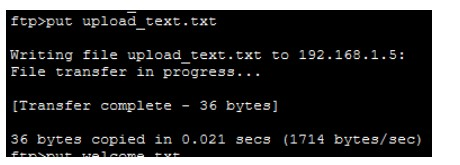 ftp>put upload_text.txt
Writing file upload_text.txt to 192.168.1.5:
File transfer in progress...
[Transfer complete - 36 bytes]
36 bytes copied in 0.021 secs (1714 bytes/sec)
ftp>put welcome.txt